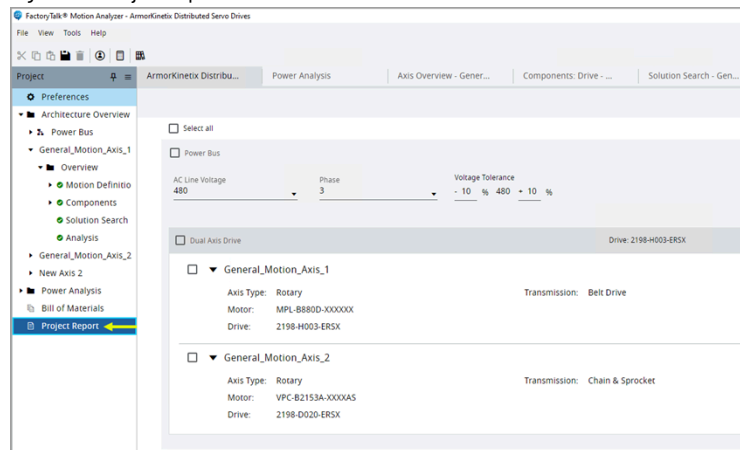 FactoryTalk® Motion Analyzer - ArmorKinetix Distributed Servo Drives
File View Tools Help
Project
ArmorKinetix Distribu... Power Analysis Axis Overview - Gener... Components: Drive - ... Solution Search - Gen...
Preferences
Architecture Overview
Power Bus
General_Motion_Axis_1
Overview
Motion Definitio
Components
Solution Search
Analysis
General_Motion_Axis_2
New Axis 2
Power Analysis
Bill of Materials
Project Report
Select all
Power Bus
AC Line Voltage Phase Voltage Tolerance
480 3 - 10 % 480 + 10 %
Dual Axis Drive Drive: 2198-H003-ERSX
General_Motion_Axis_1
Axis Type: Rotary Transmission: Belt Drive
Motor: MPL-B880D-XXXXXX
Drive: 2198-H003-ERSX
General_Motion_Axis_2
Axis Type: Rotary Transmission: Chain & Sprocket
Motor: VPC-B2153A-XXXXAS
Drive: 2198-D020-ERSX